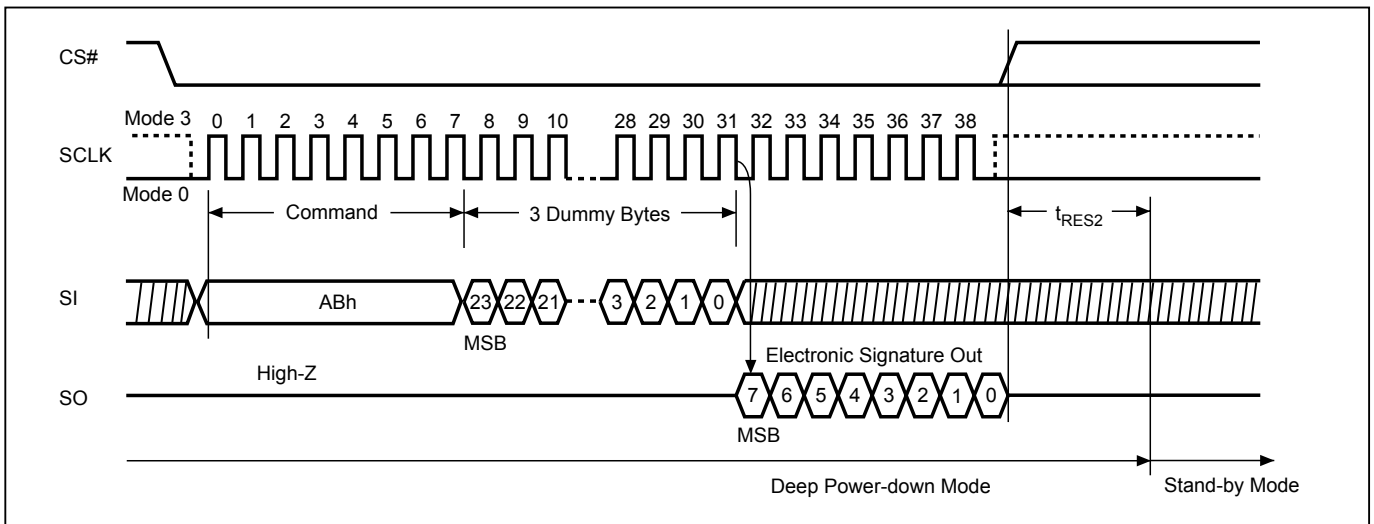 CS#
Mode 3 0 1 2 3 4 5 6 7 8 9 10 28 29 30 31 32 33 34 35 36 37 38
SCLK
Mode 0
Command 3 Dummy Bytes tRES2
SI ABh 23 22 21 3 2 1 0
MSB
High-Z Electronic Signature Out
SO 7 6 5 4 3 2 1 0
MSB
Deep Power-down Mode Stand-by Mode